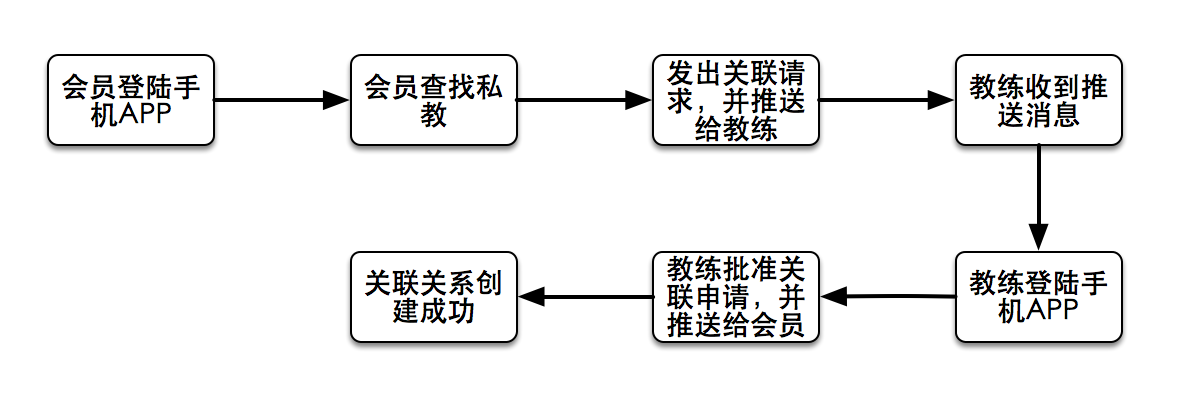 会员登陆手
机APP
会员查找私
教
发出关联请
求，并推送
给教练
教练收到推
送消息
教练登陆手
机APP
教练批准关
联申请，并
推送给会员
关联关系创
建成功